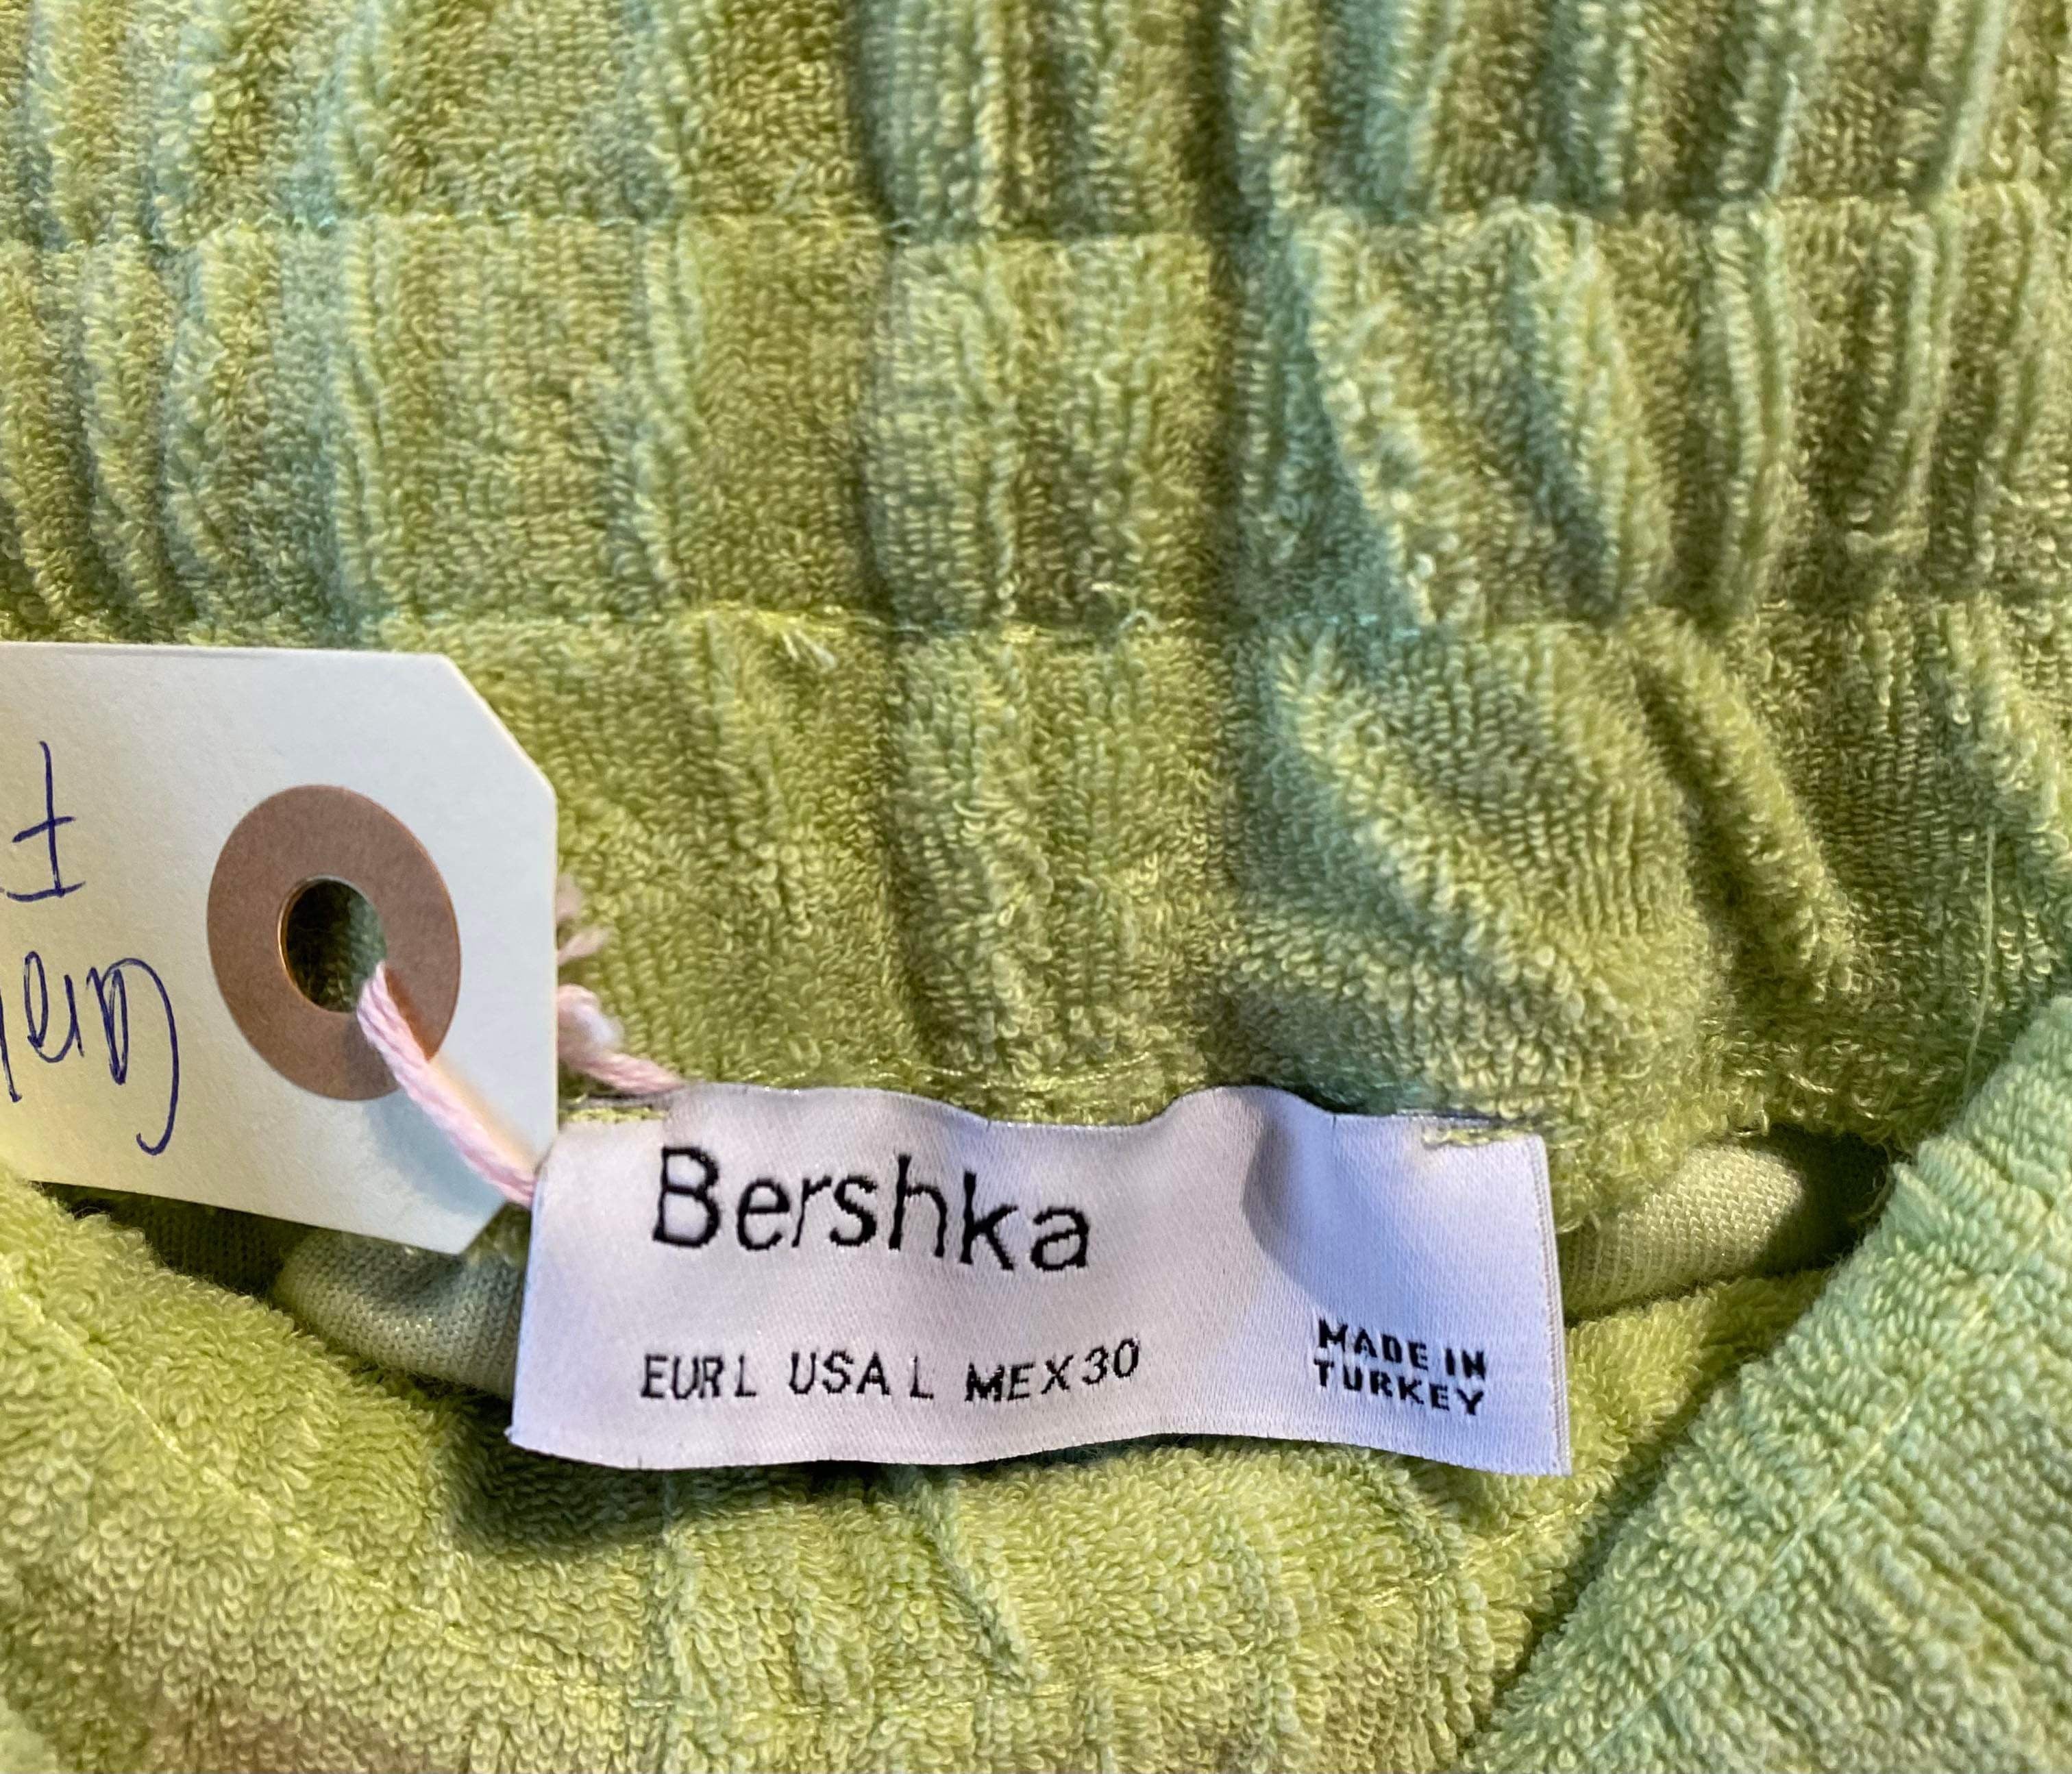 Bershka
EUR L USA L MEX 30
MADE IN
TURKEY